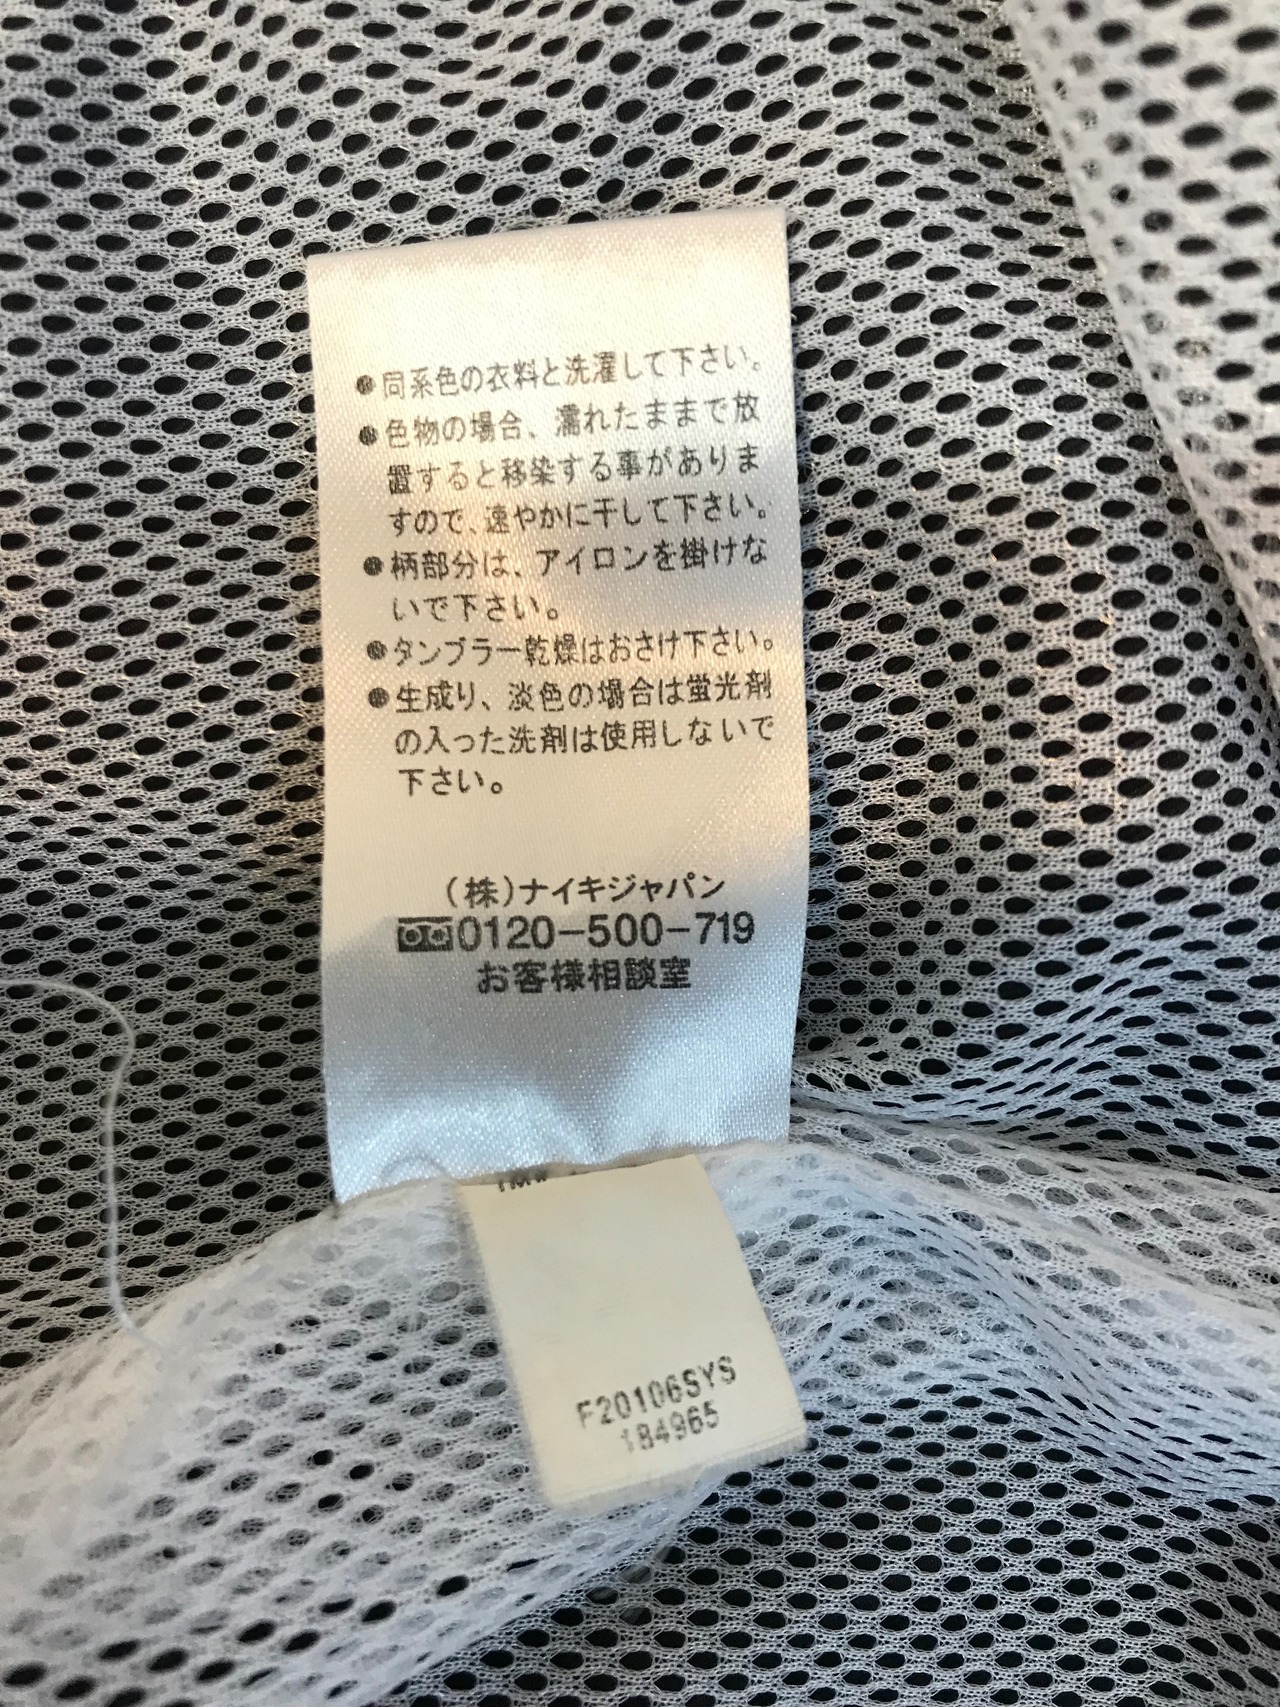 ●同系色の衣料と洗濯して下さい。
●色物の場合、濡れたままで放
置すると移染する事がありま
すので、速やかに干して下さい。
●柄部分は、アイロンを掛けな
いで下さい。
●タンブラー乾燥はおさけ下さい。
●生成り、淡色の場合は蛍光剤
の入った洗剤は使用しないで
下さい。
(株)ナイキジャパン
0120-500-719
お客様相談室
F20106SYS
184965